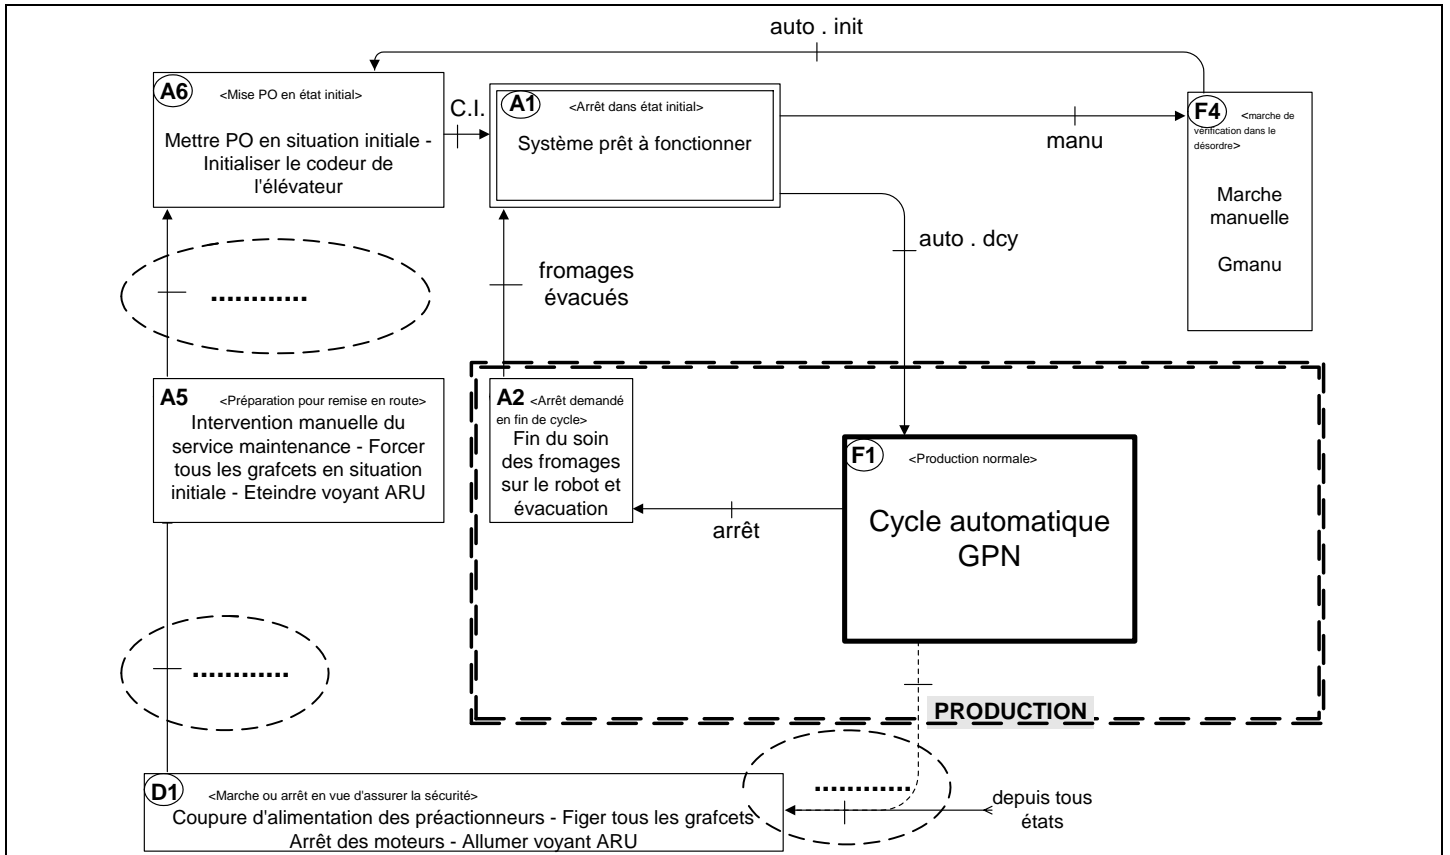 auto . init
A6 <Mise PO en état initial>
Mettre PO en situation initiale -
Initialiser le codeur de
l'élévateur
C.I.
A1 <Arrêt dans état initial>
Système prêt à fonctionner
manu
F4 <marche de
vérification dans le
désordre>
Marche
manuelle
Gmanu
auto . dcy
fromages
évacués
............
A5 <Préparation pour remise en route>
Intervention manuelle du
service maintenance - Forcer
tous les grafcets en situation
initiale - Eteindre voyant ARU
A2 <Arrêt demandé
en fin de cycle>
Fin du soin
des fromages
sur le robot et
évacuation
arrêt
F1 <Production normale>
Cycle automatique
GPN
............
PRODUCTION
............
D1 <Marche ou arrêt en vue d'assurer la sécurité>
Coupure d'alimentation des préactionneurs - Figer tous les grafcets
Arrêt des moteurs - Allumer voyant ARU
depuis tous
états